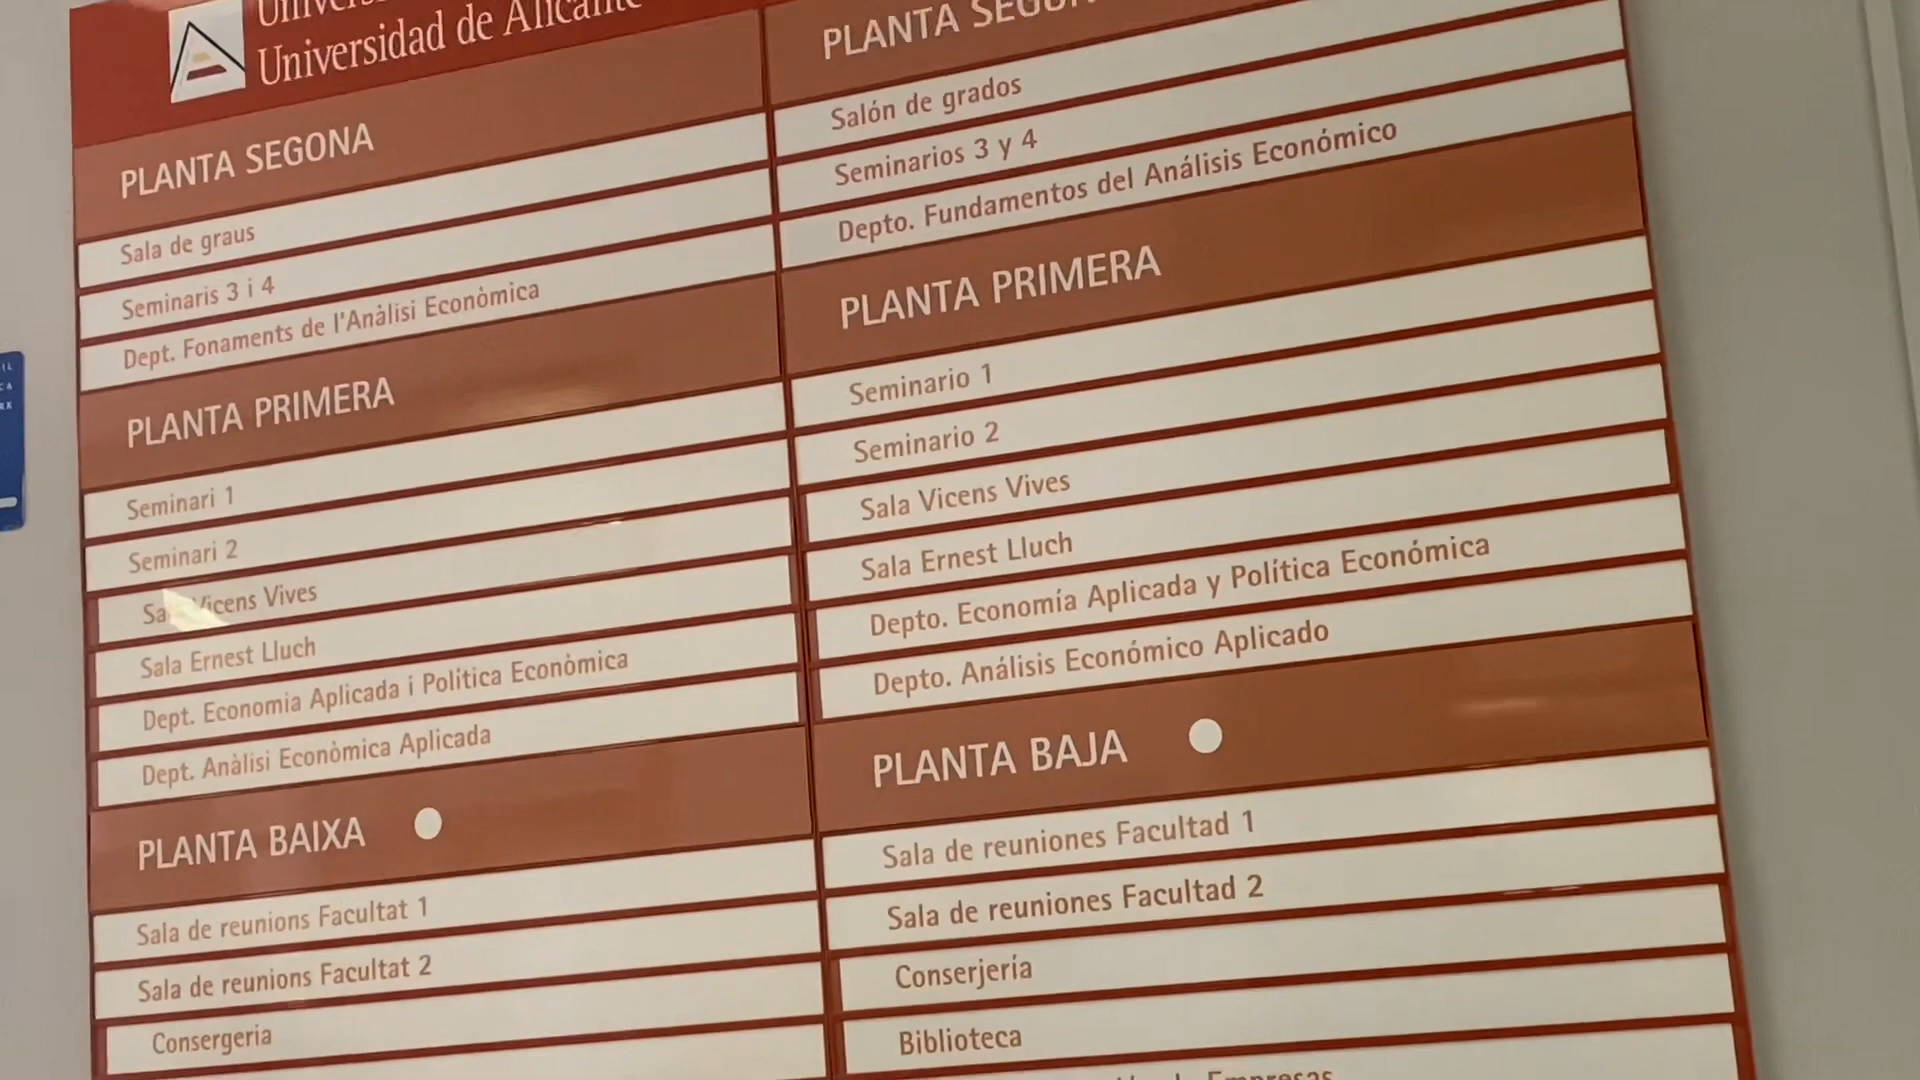 Universidad de Alicante
PLANTA SEGONA
Sala de graus
Seminaris 3 i 4
Dept. Fonaments de l'Anàlisi Econòmica
PLANTA PRIMERA
Seminari 1
Seminari 2
Vicens Vives
Sala Ernest Lluch
Dept. Economia Aplicada i Política Econòmica
Dept. Anàlisi Econòmica Aplicada
PLANTA BAIXA
Sala de reunions Facultat 1
Sala de reunions Facultat 2
Consergeria
PLANTA
Salón de grados
Seminarios 3 y 4
Depto. Fundamentos del Análisis Económico
PLANTA PRIMERA
Seminario 1
Seminario 2
Sala Vicens Vives
Sala Ernest Lluch
Depto. Economía Aplicada y Política Económica
Depto. Análisis Económico Aplicado
PLANTA BAJA
Sala de reuniones Facultad 1
Sala de reuniones Facultad 2
Conserjería
Biblioteca
Empresas